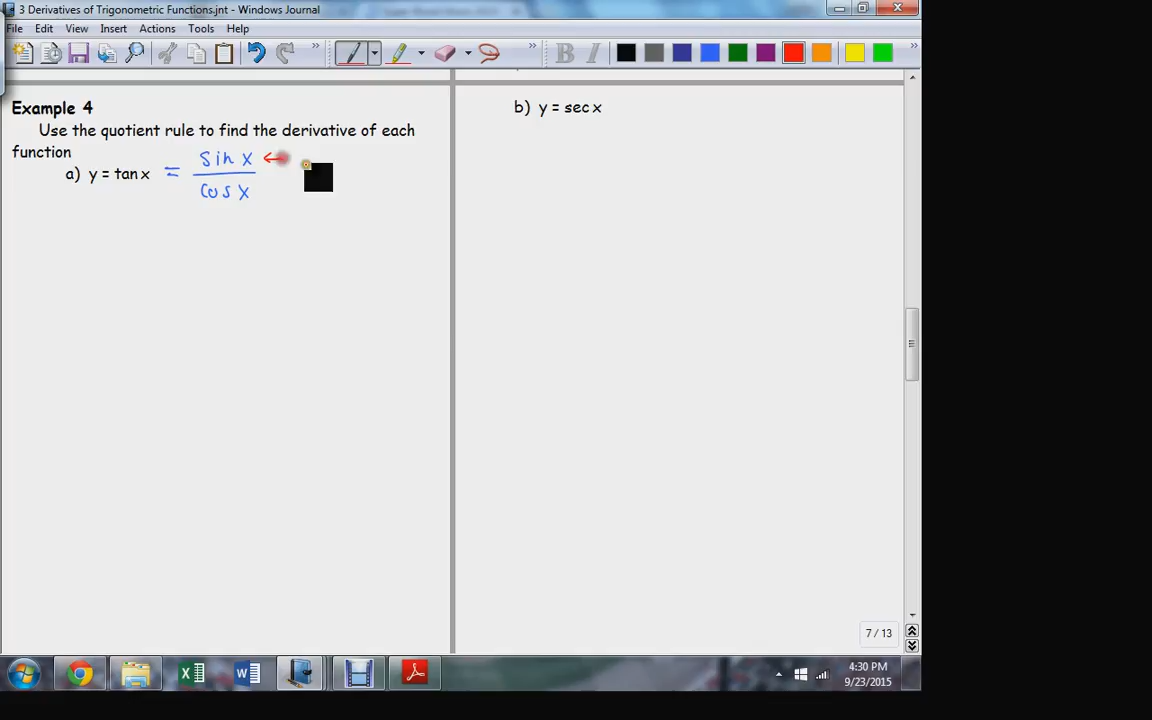 3 Derivatives of Trigonometric Functions.jnt - Windows Journal
File Edit View Insert Actions Tools Help
B I
Example 4
Use the quotient rule to find the derivative of each
function
a) y = tan x = sin x
cos x
b) y = sec x
7 / 13
4:30 PM
9/23/2015